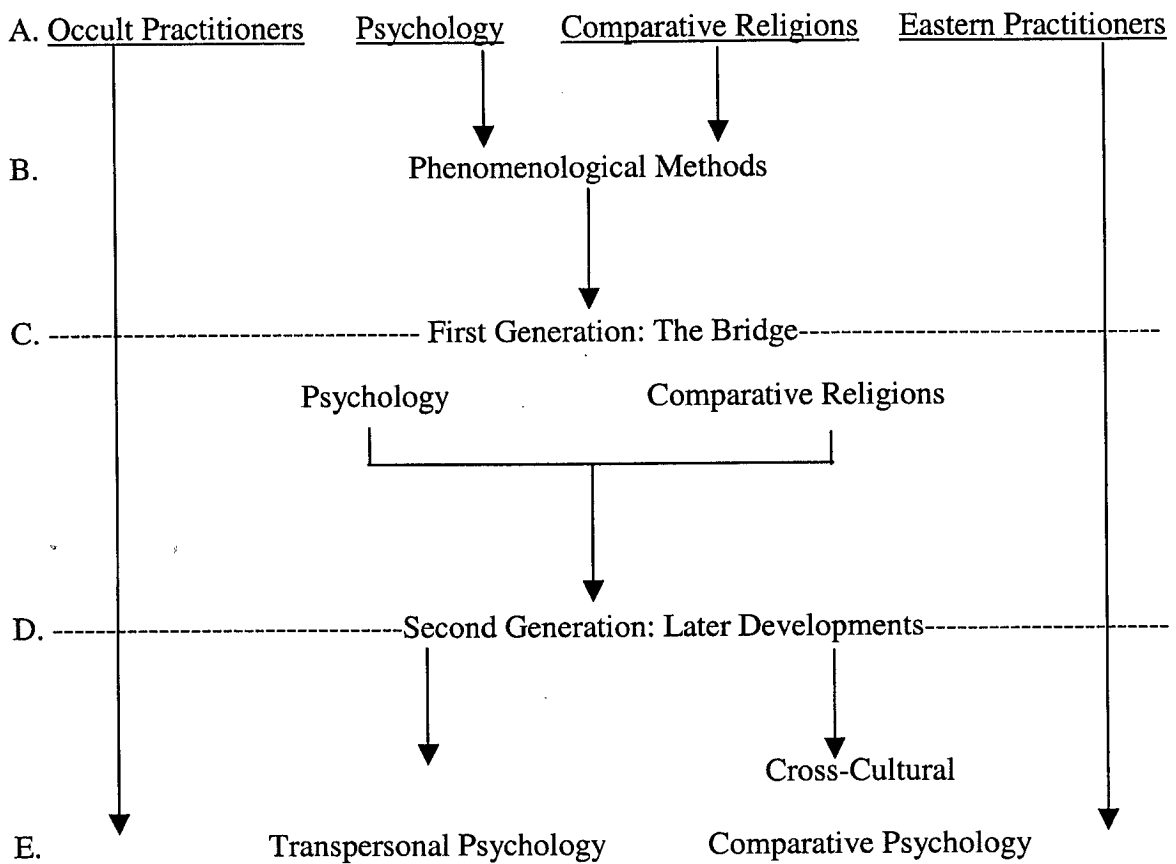 A. Occult Practitioners Psychology Comparative Religions Eastern Practitioners
B. Phenomenological Methods
C. First Generation: The Bridge
Psychology Comparative Religions
D. Second Generation: Later Developments
Cross-Cultural
E. Transpersonal Psychology Comparative Psychology